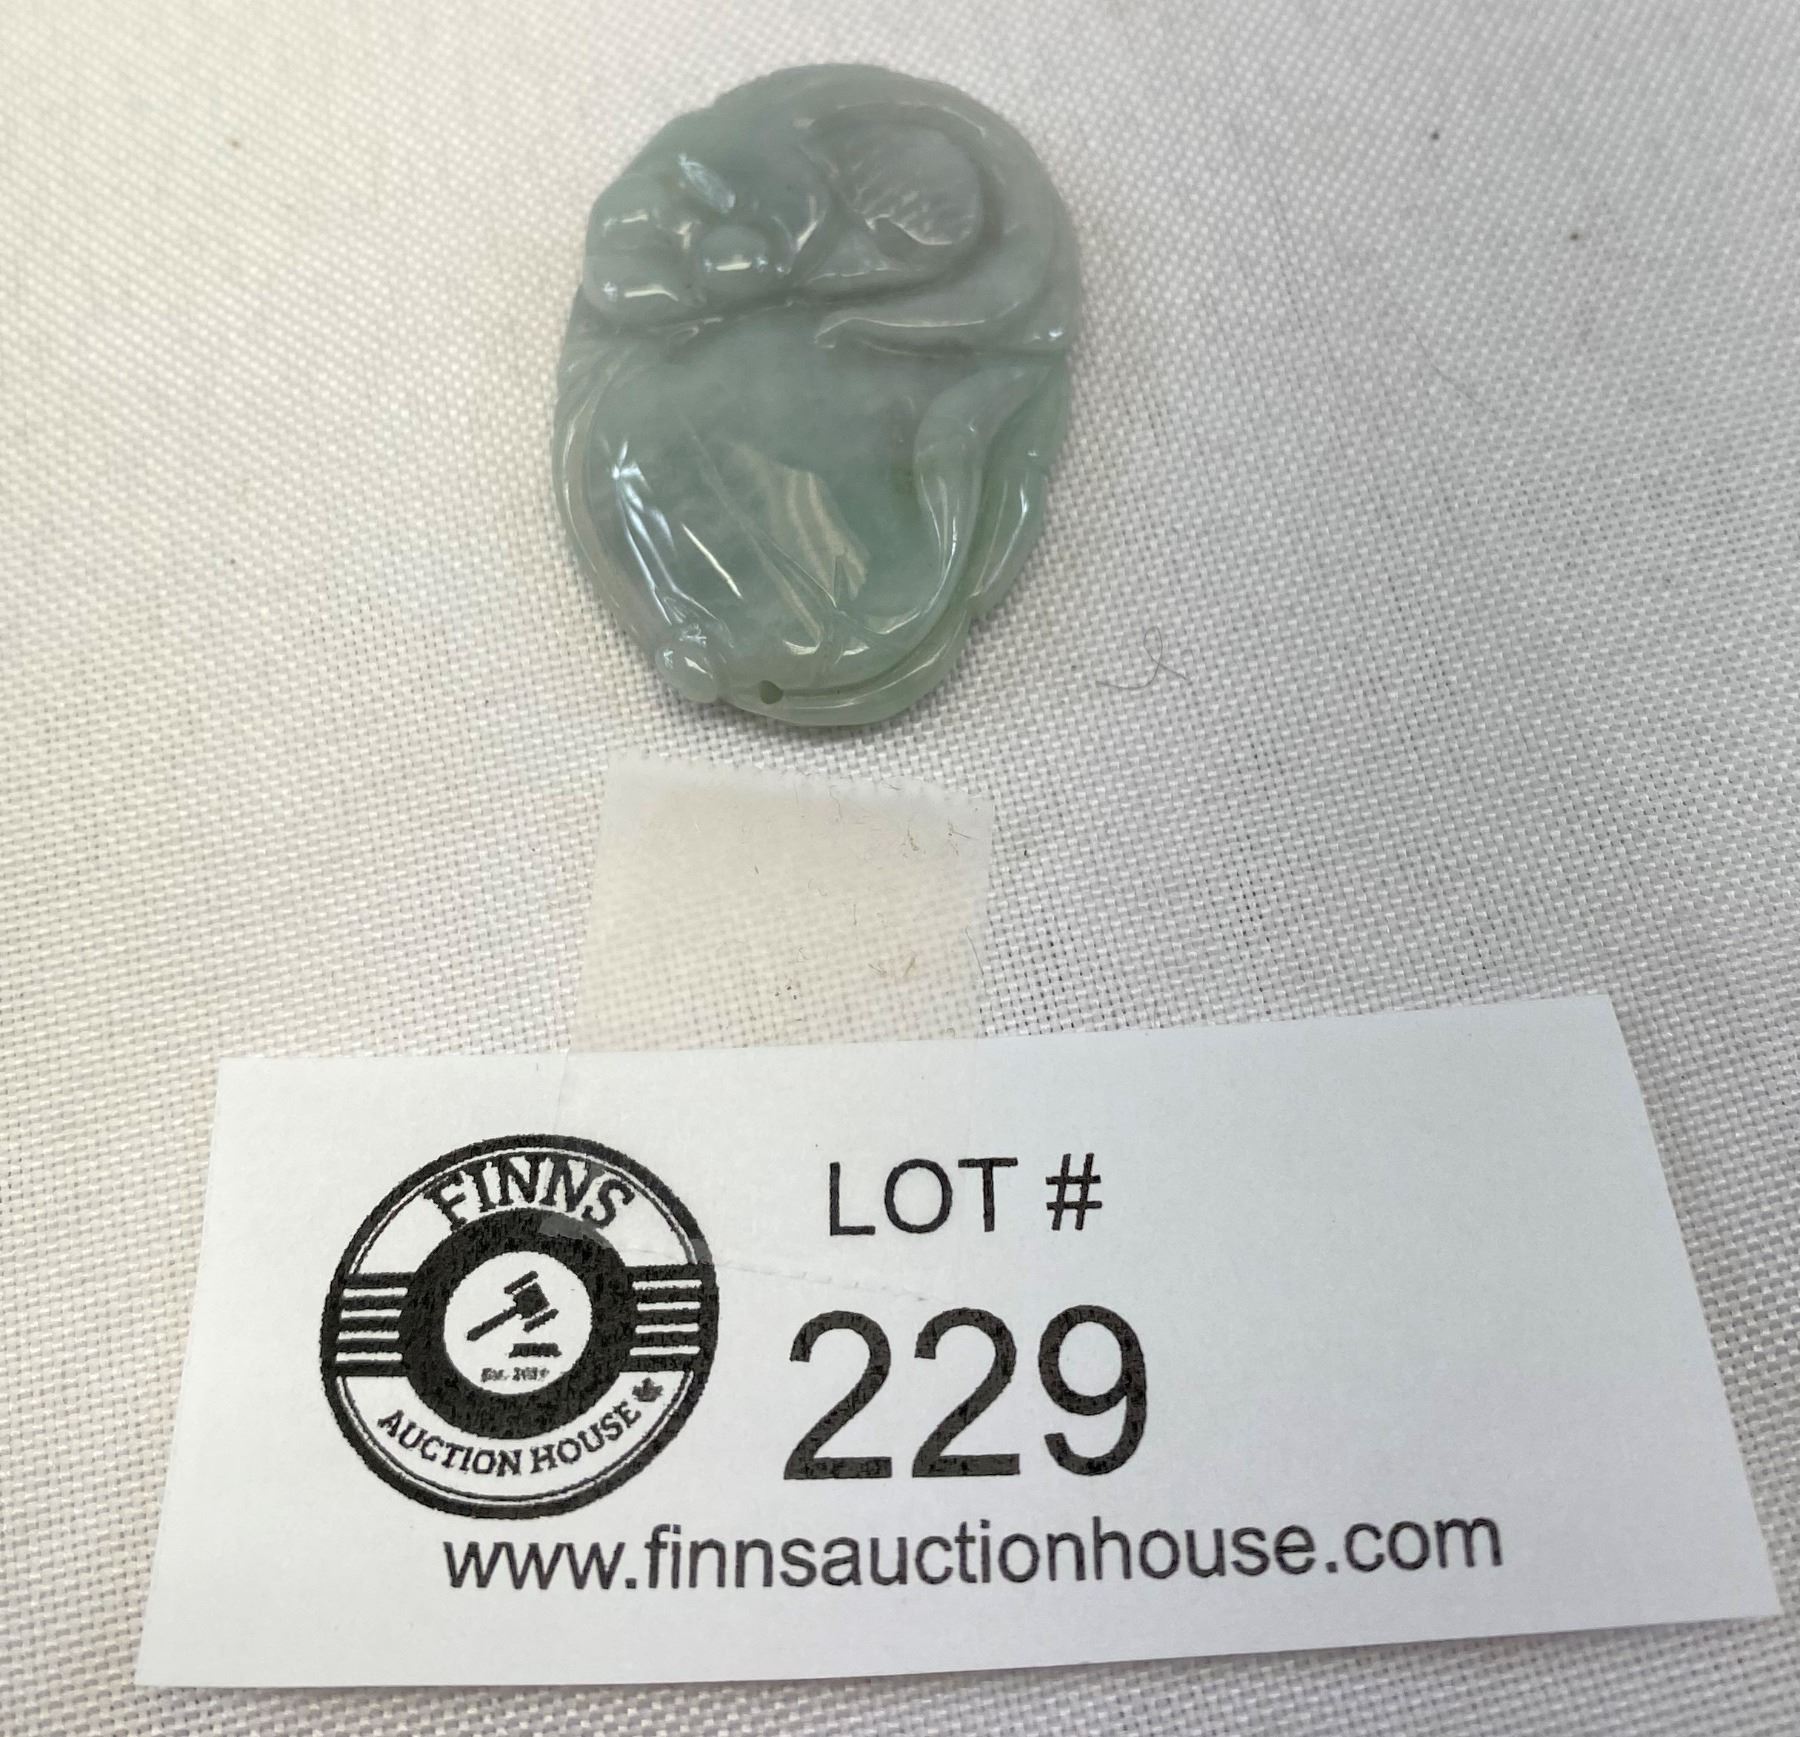 FINNS
AUCTION HOUSE
LOT #
229
www.finnsauctionhouse.com